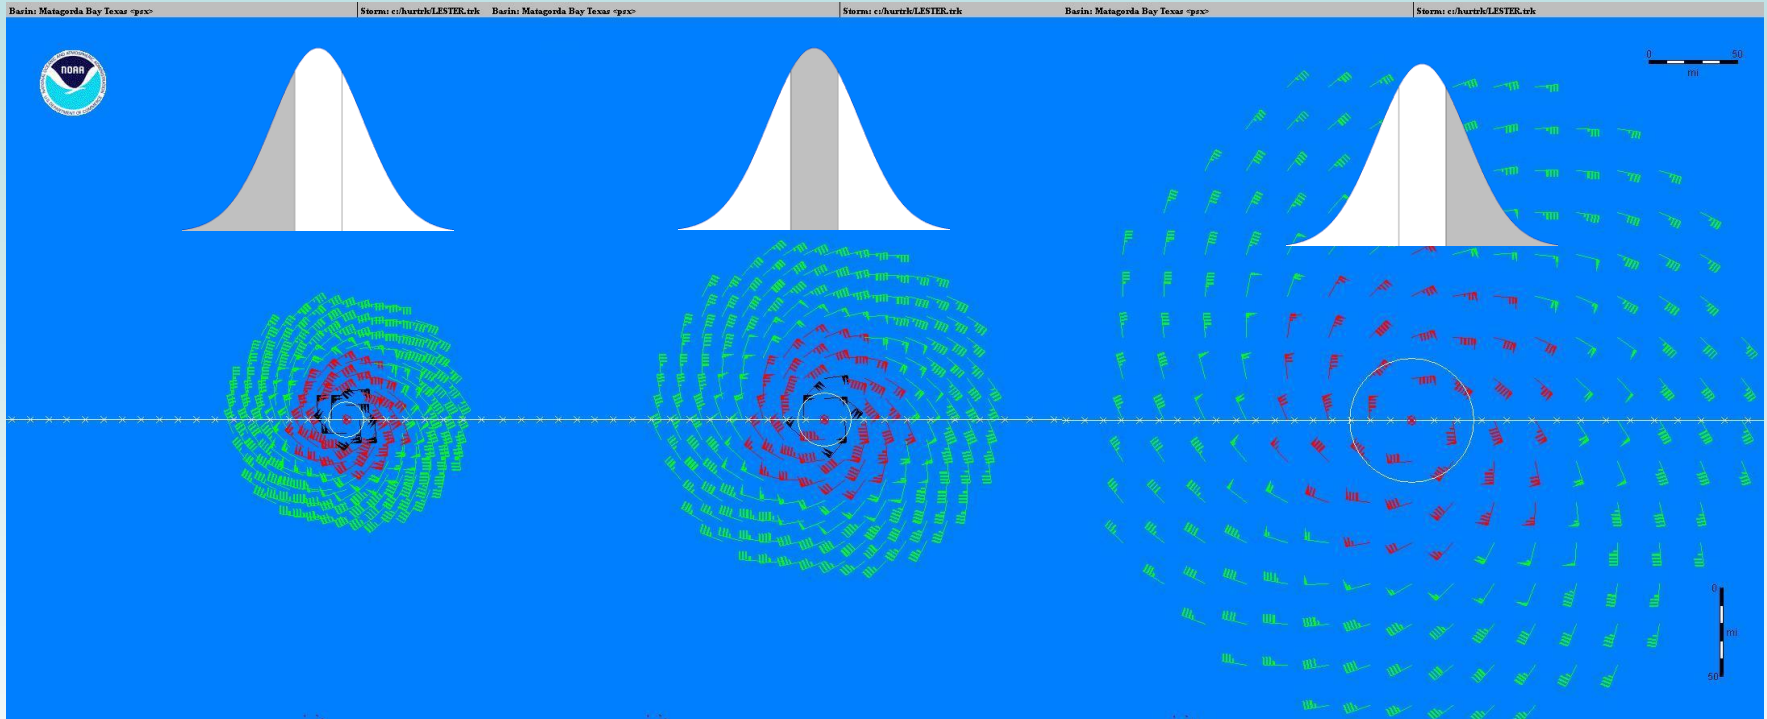 Basin: Matagorda Bay Texas <psx> Storm: c:/hurtrk/LESTER.trk Basin: Matagorda Bay Texas <psx> Storm: c:/hurtrk/LESTER.trk Basin: Matagorda Bay Texas <psx> Storm: c:/hurtrk/LESTER.trk
NOAA
0 50
mi
0
mi
50